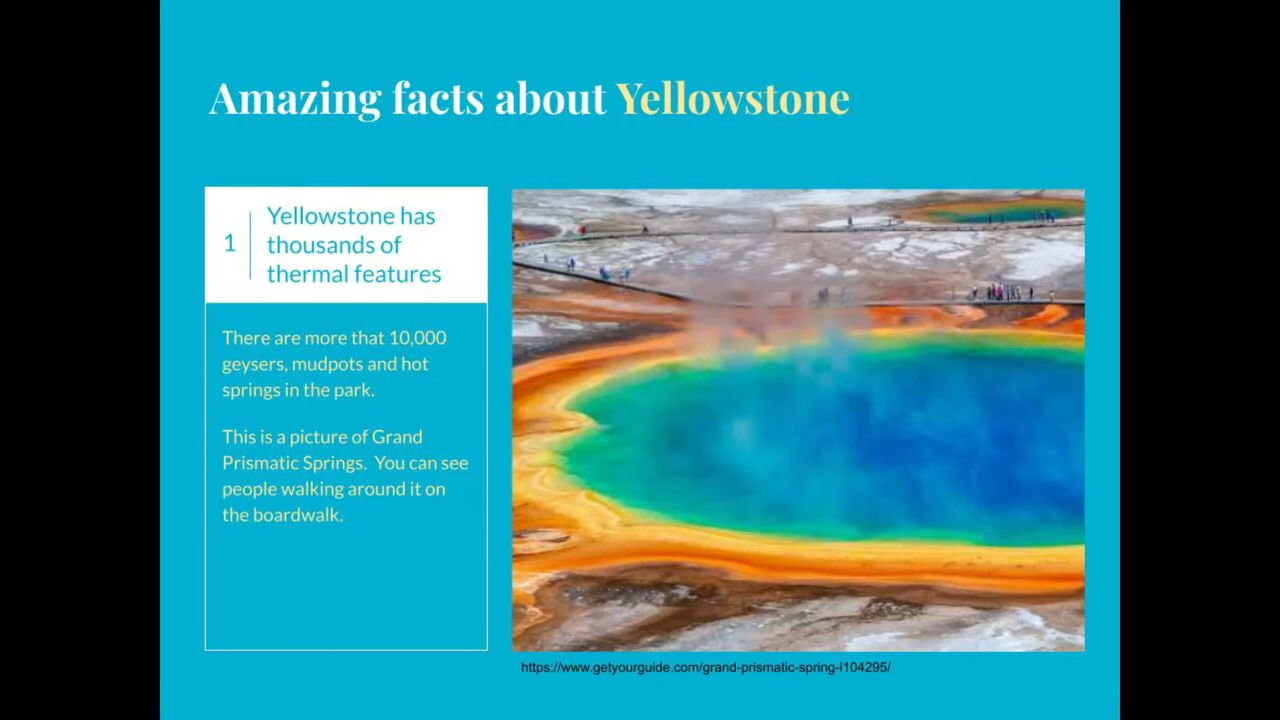 Amazing facts about Yellowstone
1
Yellowstone has
thousands of
thermal features
There are more that 10,000
geysers, mudpots and hot
springs in the park.
This is a picture of Grand
Prismatic Springs. You can see
people walking around it on
the boardwalk.
https://www.getyourguide.com/grand-prismatic-spring-l104295/